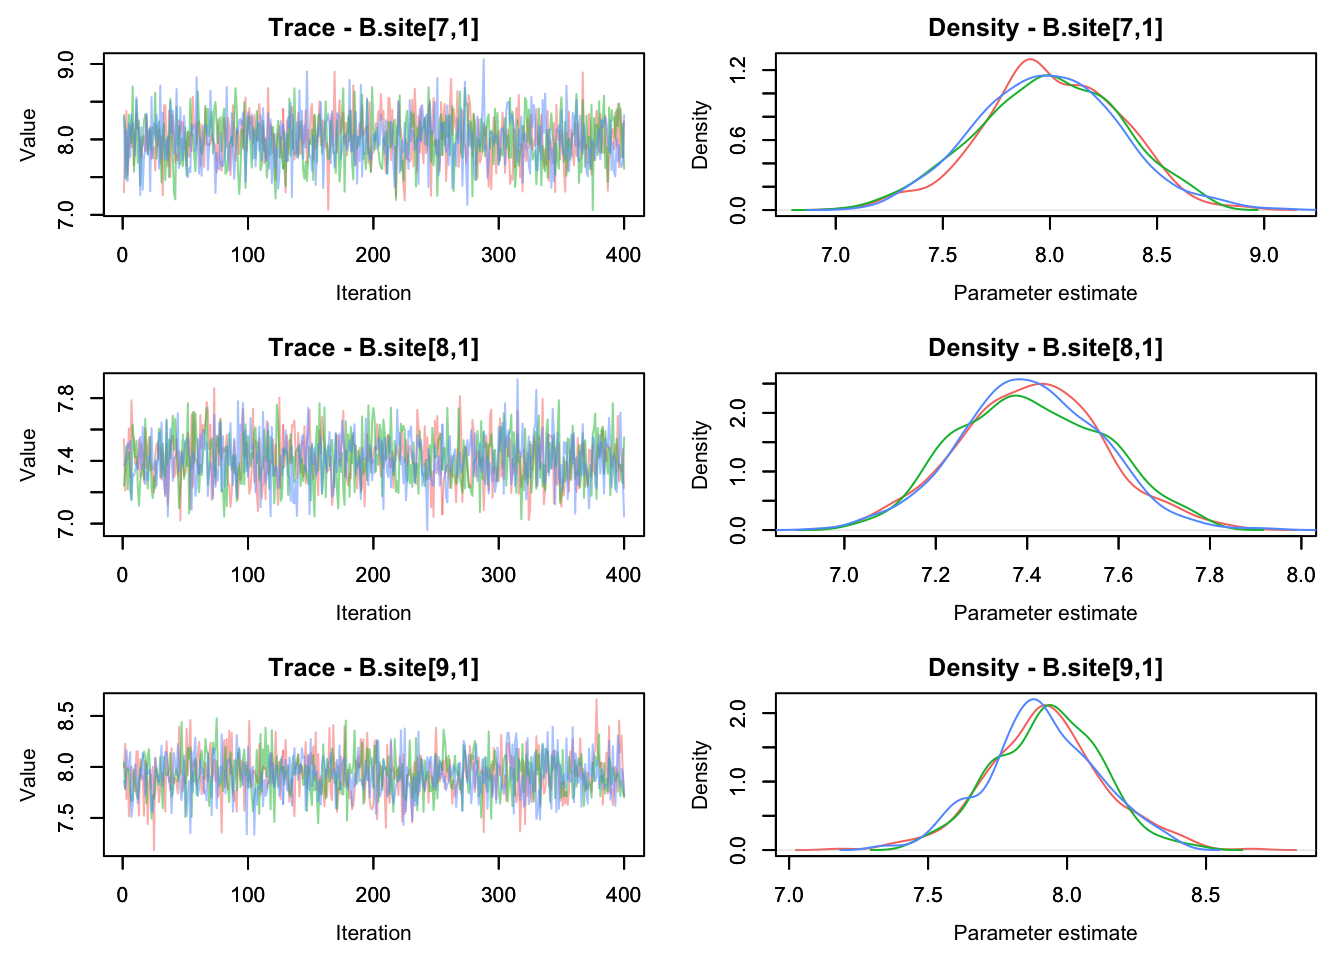 Trace - B.site[7,1]
Value
7.0 8.0 9.0
0 100 200 300 400
Iteration
Density - B.site[7,1]
Density
0.0 0.6 1.2
7.0 7.5 8.0 8.5 9.0
Parameter estimate
Trace - B.site[8,1]
Value
7.0 7.4 7.8
0 100 200 300 400
Iteration
Density - B.site[8,1]
Density
0.0 1.0 2.0
7.0 7.2 7.4 7.6 7.8 8.0
Parameter estimate
Trace - B.site[9,1]
Value
7.5 8.0 8.5
0 100 200 300 400
Iteration
Density - B.site[9,1]
Density
0.0 1.0 2.0
7.0 7.5 8.0 8.5
Parameter estimate